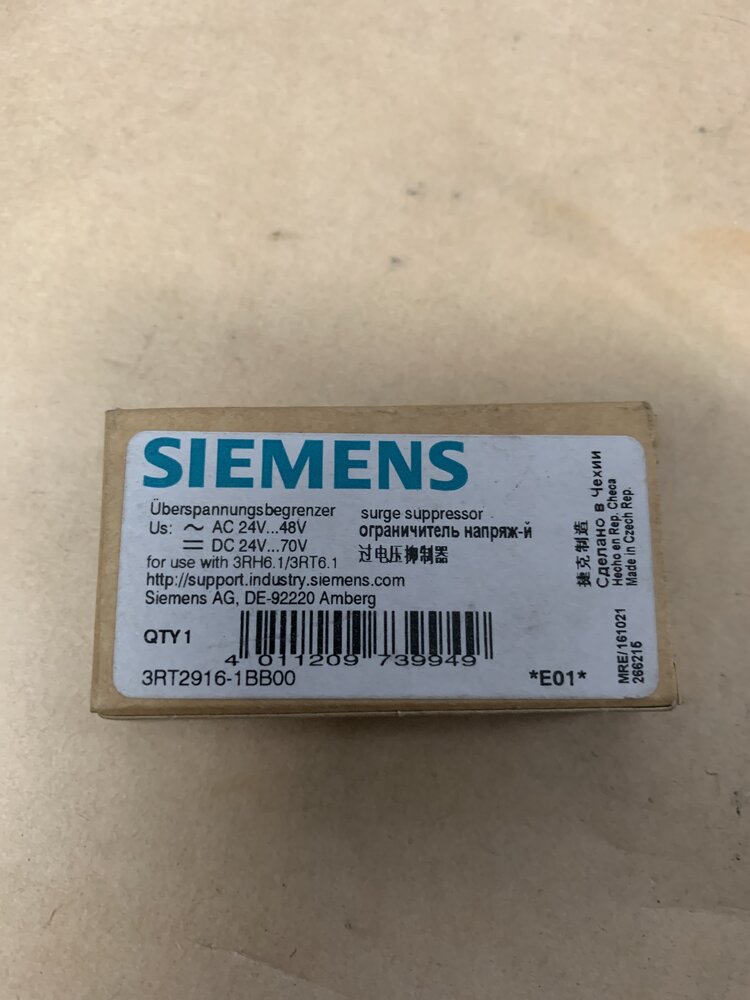 SIEMENS
Überspannungsbegrenzer
Us: ~ AC 24V...48V
= DC 24V...70V
for use with 3RH6.1/3RT6.1
http://support.industry.siemens.com
Siemens AG, DE-92220 Amberg
surge suppressor
ограничитель напряж-й
过电压抑制器
QTY 1
4 011209 739949
3RT2916-1BB00
*E01*
捷克制造
Сделано в Чехии
Hecho en Rep. Checa
Made in Czech Rep.
MRE/161021
266215